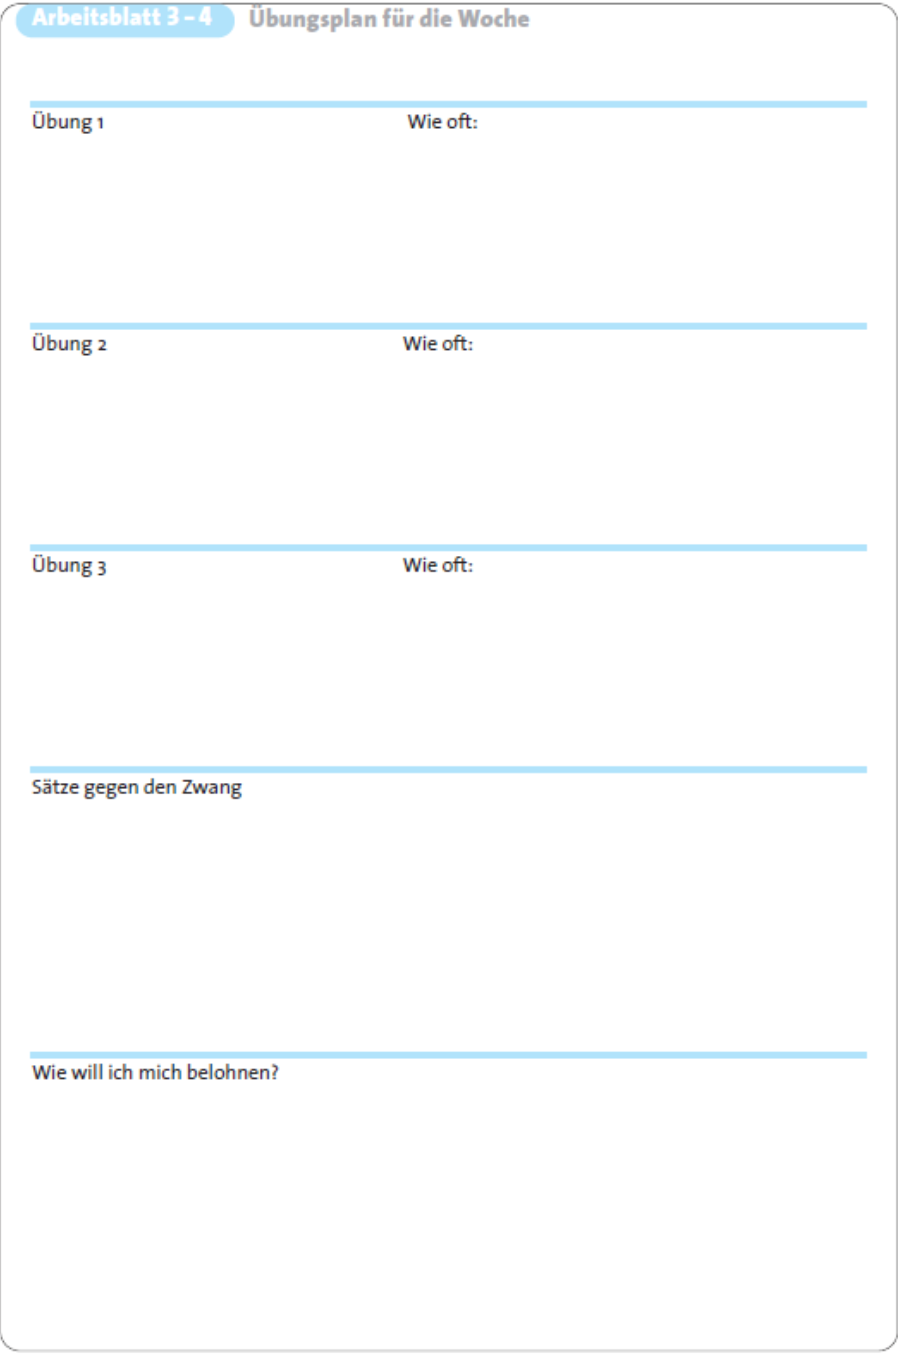 Arbeitsblatt 3 – 4 Übungsplan für die Woche
Übung 1 Wie oft:
Übung 2 Wie oft:
Übung 3 Wie oft:
Sätze gegen den Zwang
Wie will ich mich belohnen?